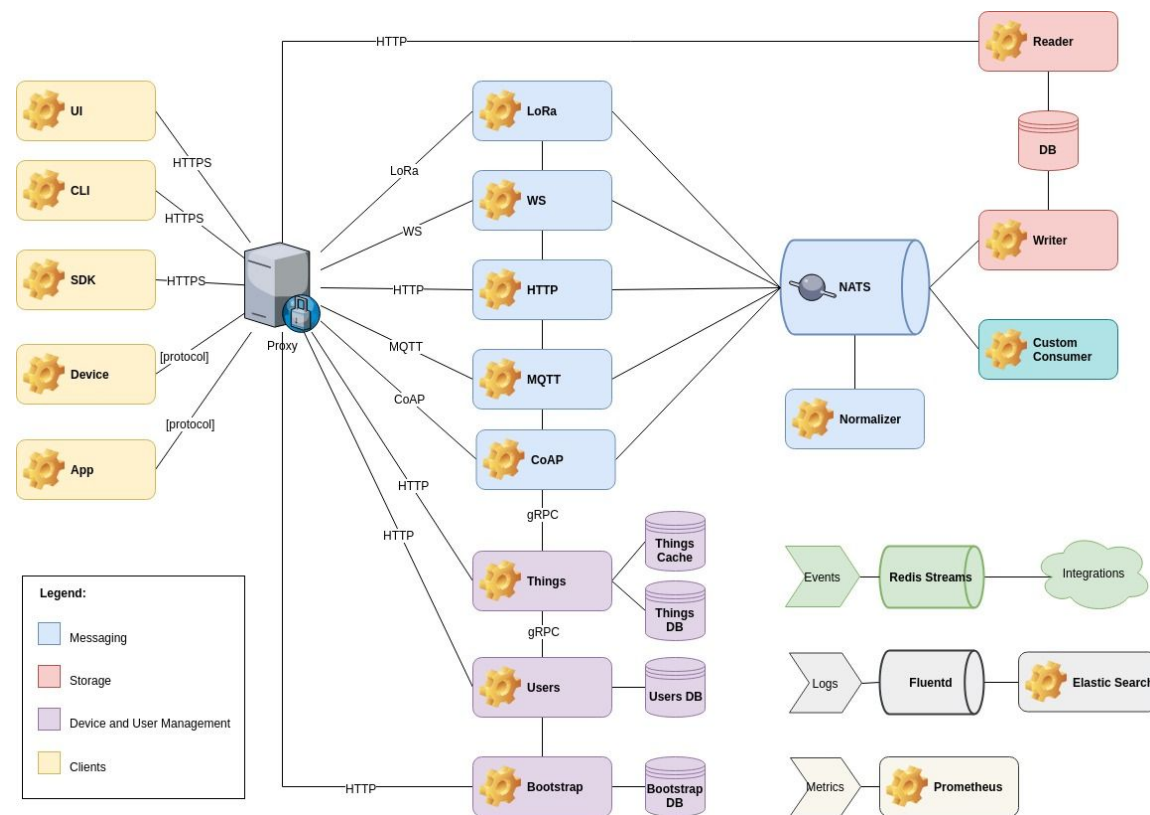 HTTP
Reader
UI
LoRa
DB
HTTPS
CLI
LoRa
WS
HTTPS
WS
Writer
SDK
HTTPS
HTTP
HTTP
NATS
Proxy
Custom
Consumer
[protocol]
Device
MQTT
MQTT
CoAP
Normalizer
[protocol]
App
CoAP
HTTP
gRPC
HTTP
Things
Cache
Things
Things
DB
gRPC
Events
Redis Streams
Integrations
Legend:
Messaging
Storage
Device and User Management
Clients
Users
Users DB
Logs
Fluentd
Elastic Search
HTTP
Bootstrap
Bootstrap
DB
Metrics
Prometheus